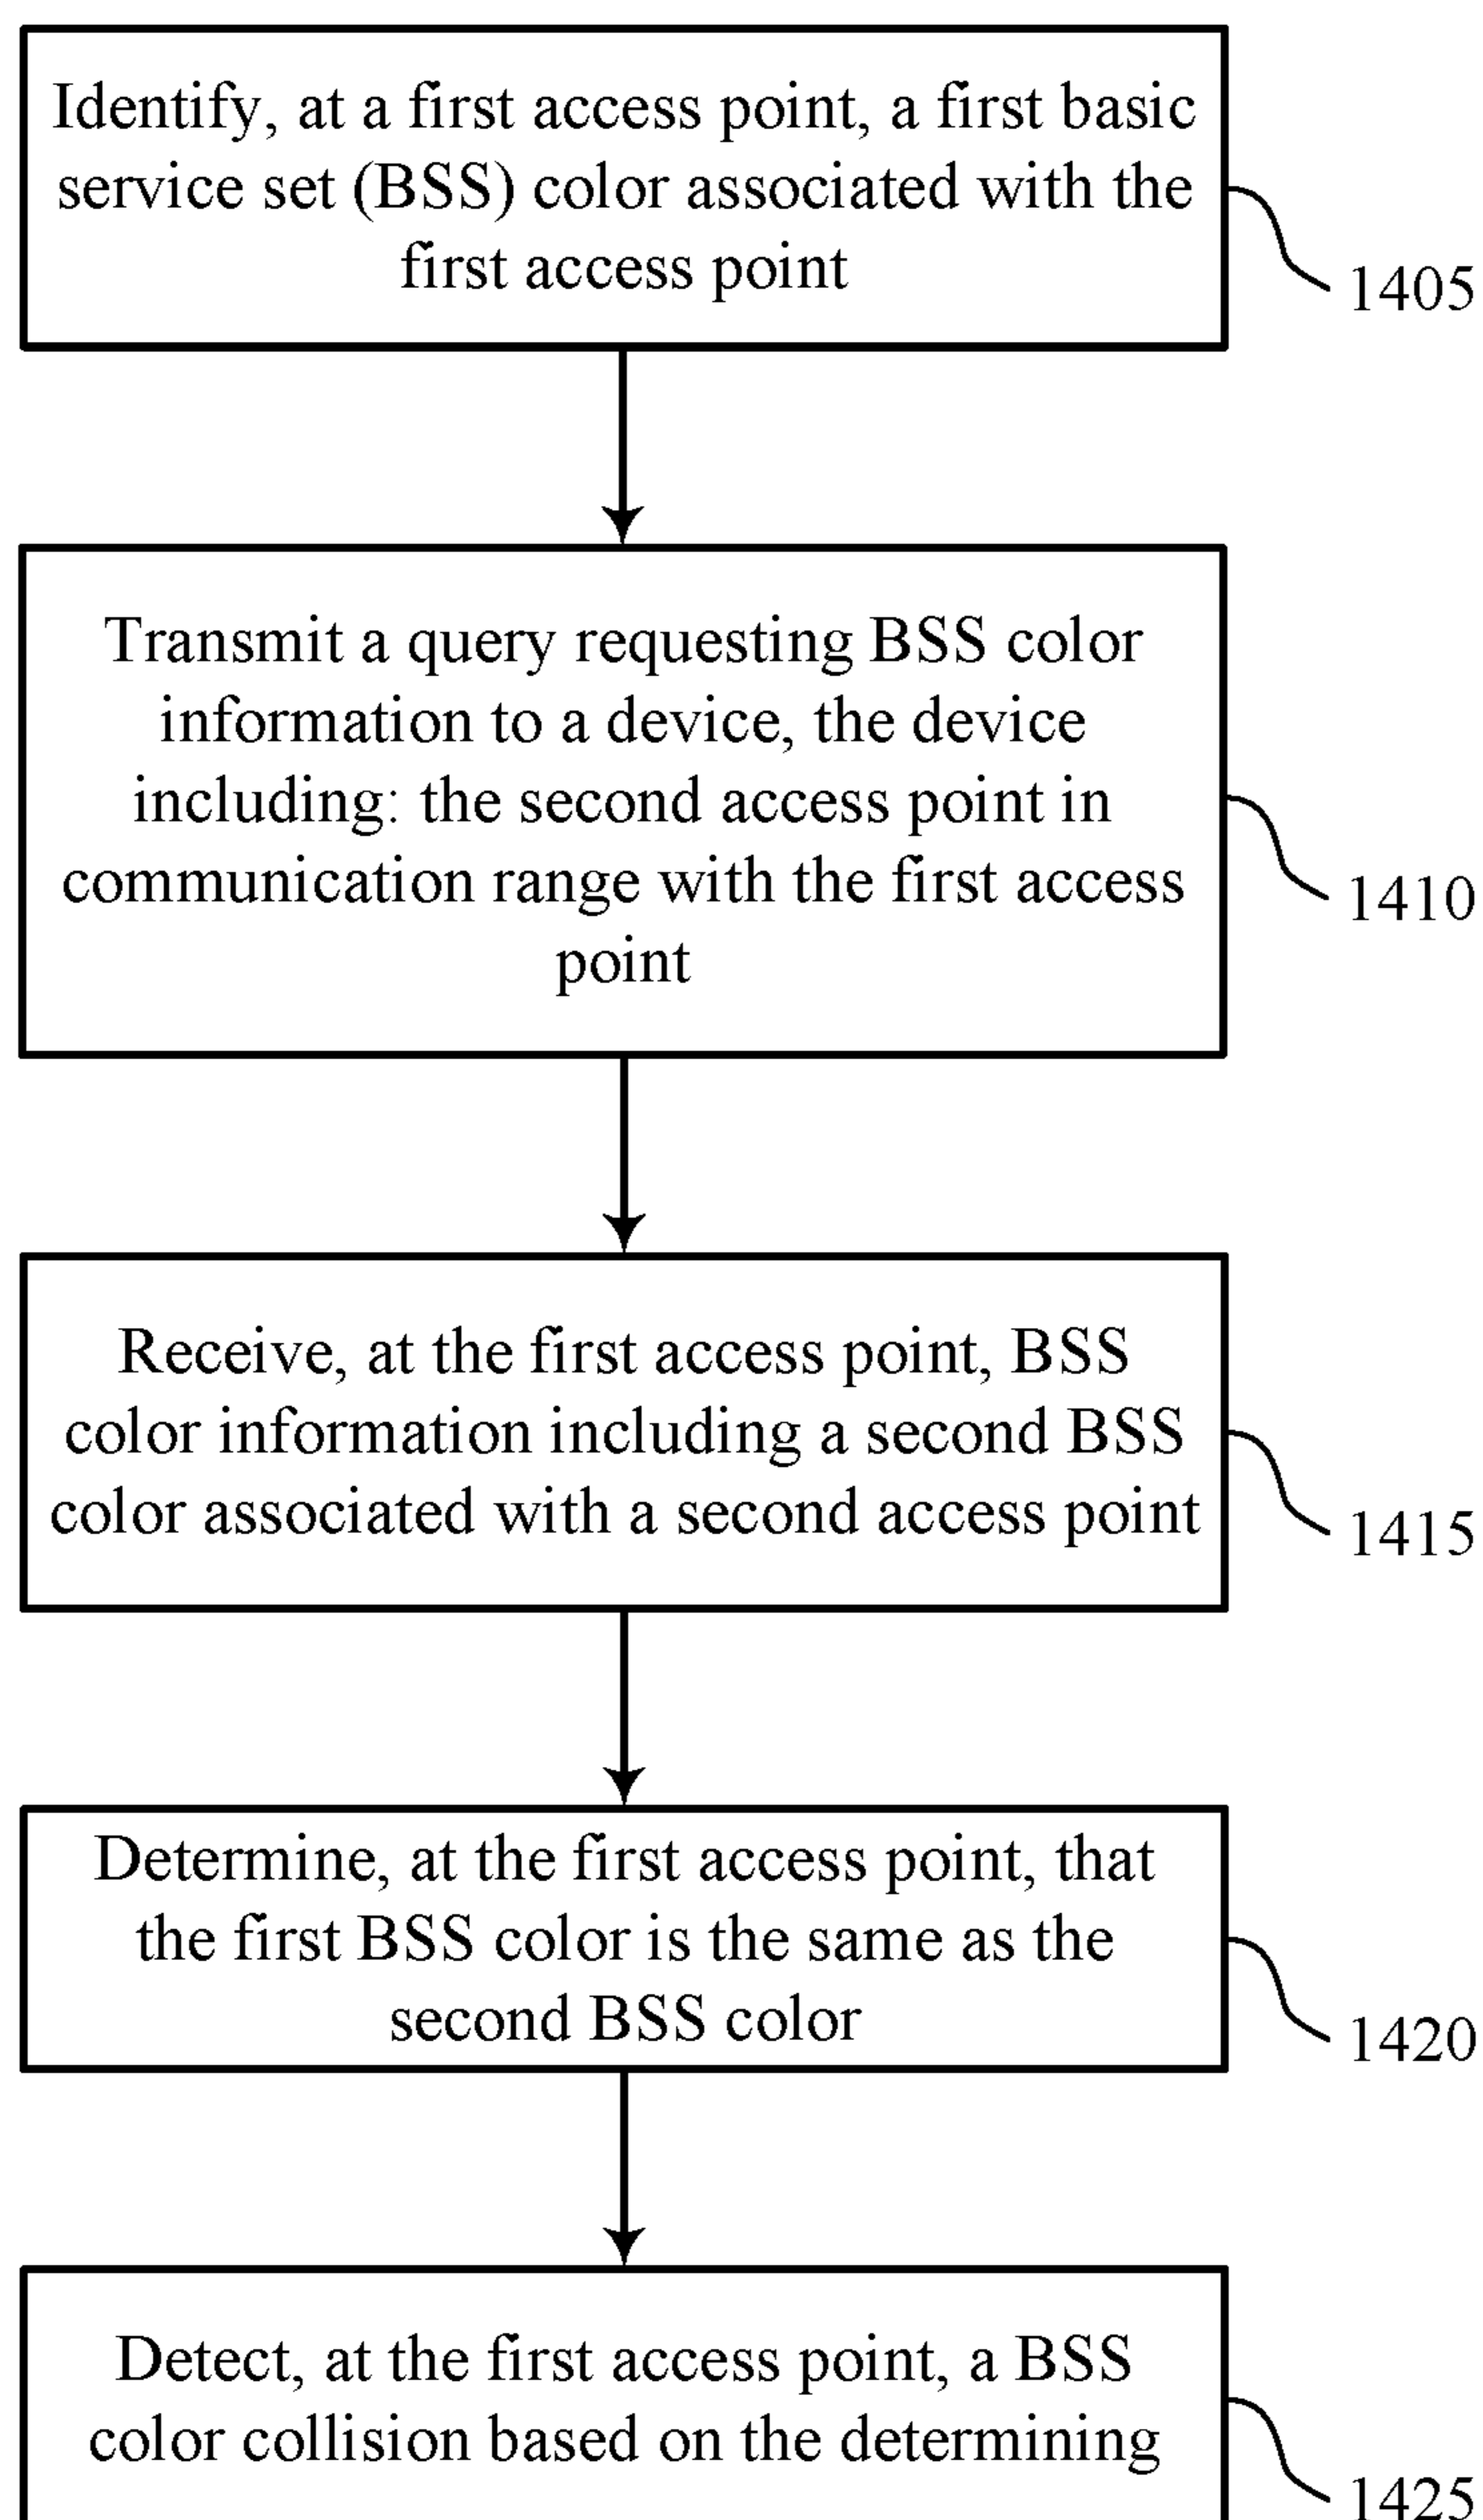 Identify, at a first access point, a first basic
service set (BSS) color associated with the
first access point
1405
Transmit a query requesting BSS color
information to a device, the device
including: the second access point in
communication range with the first access
point
1410
Receive, at the first access point, BSS
color information including a second BSS
color associated with a second access point
1415
Determine, at the first access point, that
the first BSS color is the same as the
second BSS color
1420
Detect, at the first access point, a BSS
color collision based on the determining
1425